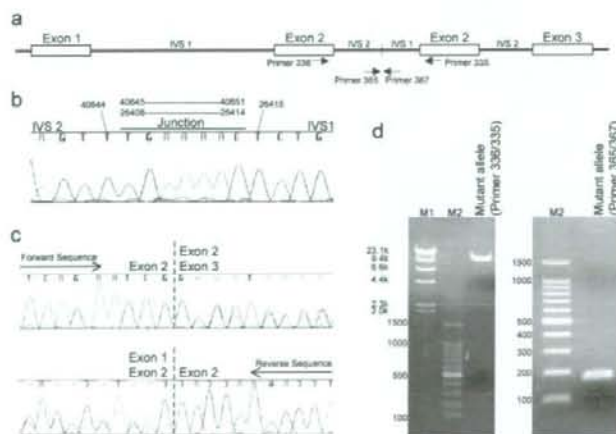 a
Exon 1
IVS 1
Exon 2
IVS 2
IVS 1
Exon 2
IVS 2
Exon 3
Primer 336
Primer 335
Primer 365
Primer 367
b
40645 40651
40644
26408 26414
26415
IVS 2
Junction
IVS1
c
Forward Sequence
Exon 2
Exon 2
Exon 3
Exon 1
Exon 2
Exon 2
Reverse Sequence
d
M1
M2
Mutant allele
(Primer 336/335)
M2
Mutant allele
(Primer 365/367)
23.1k
9.4k
6.6k
4.4k
1500
500
100
1500
1000
500
400
300
200
100